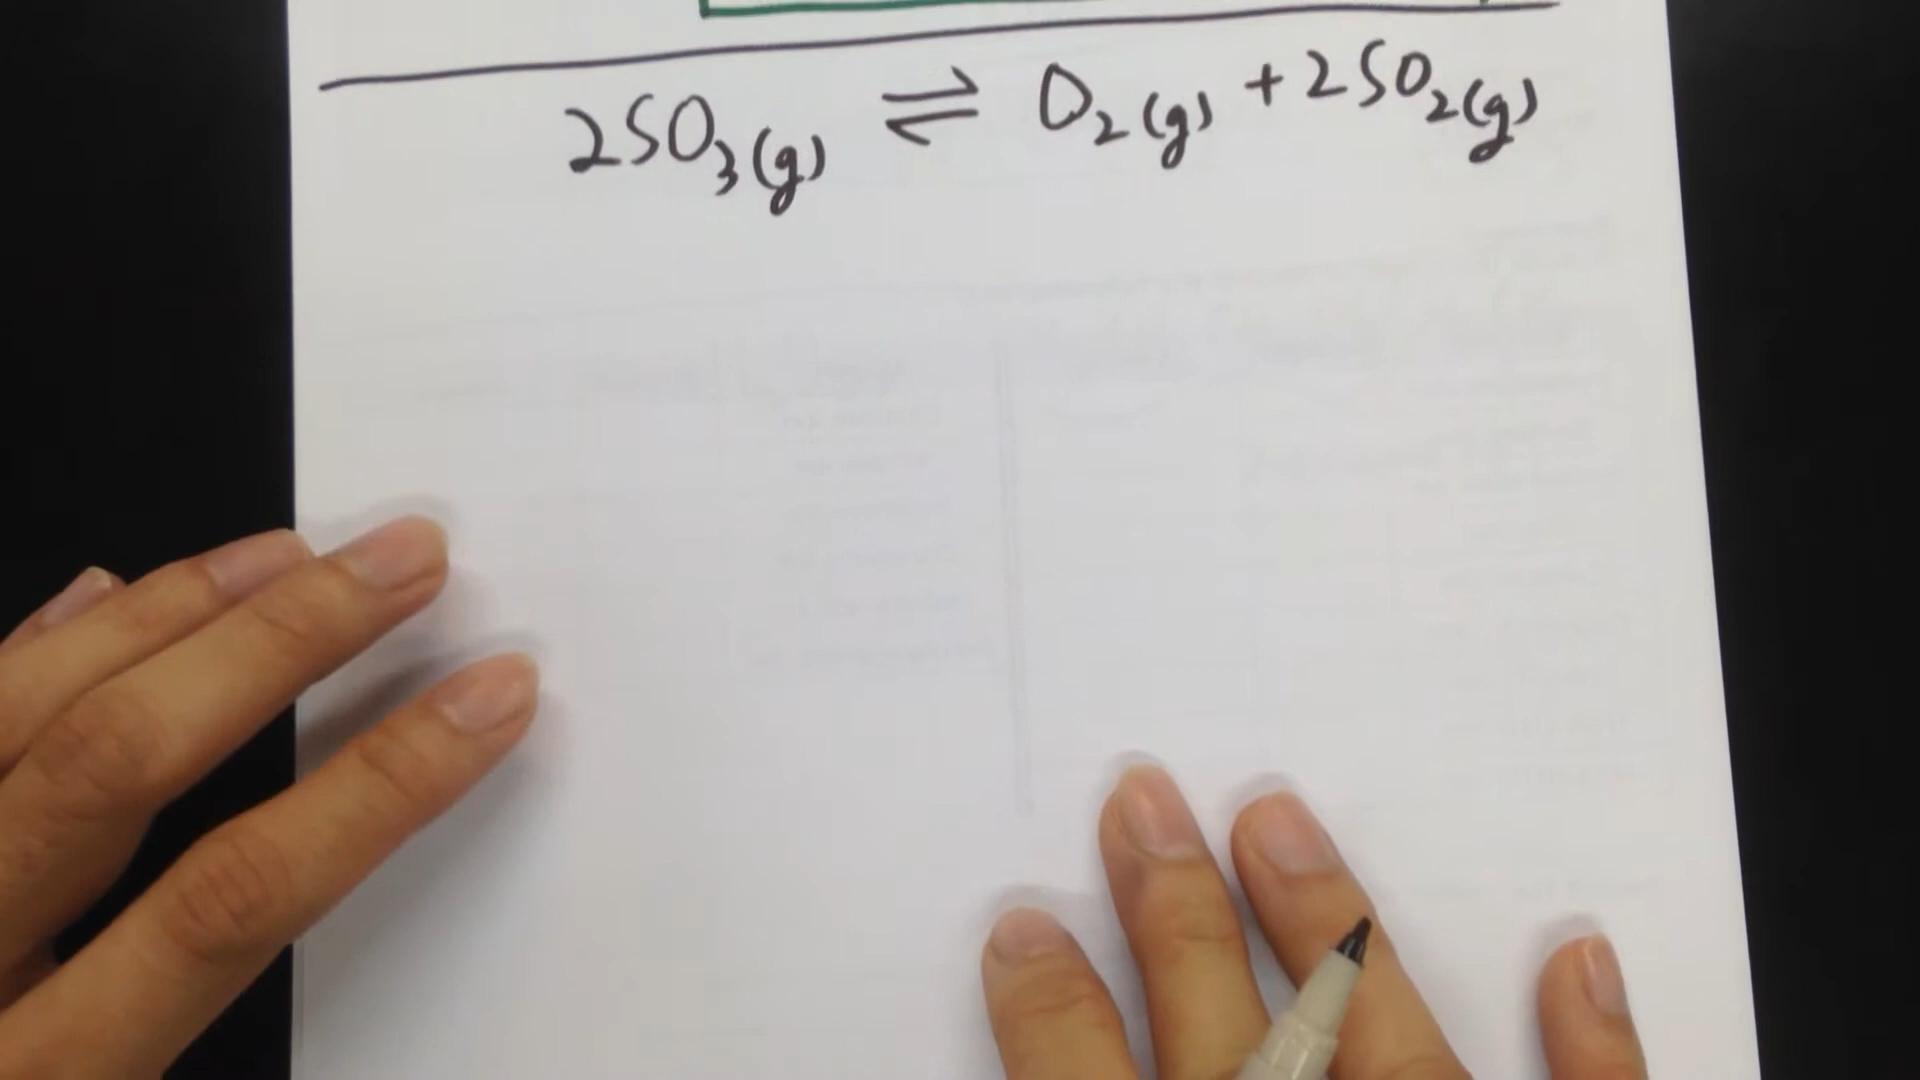 2SO₃(g) ⇌ O₂(g) + 2SO₂(g)